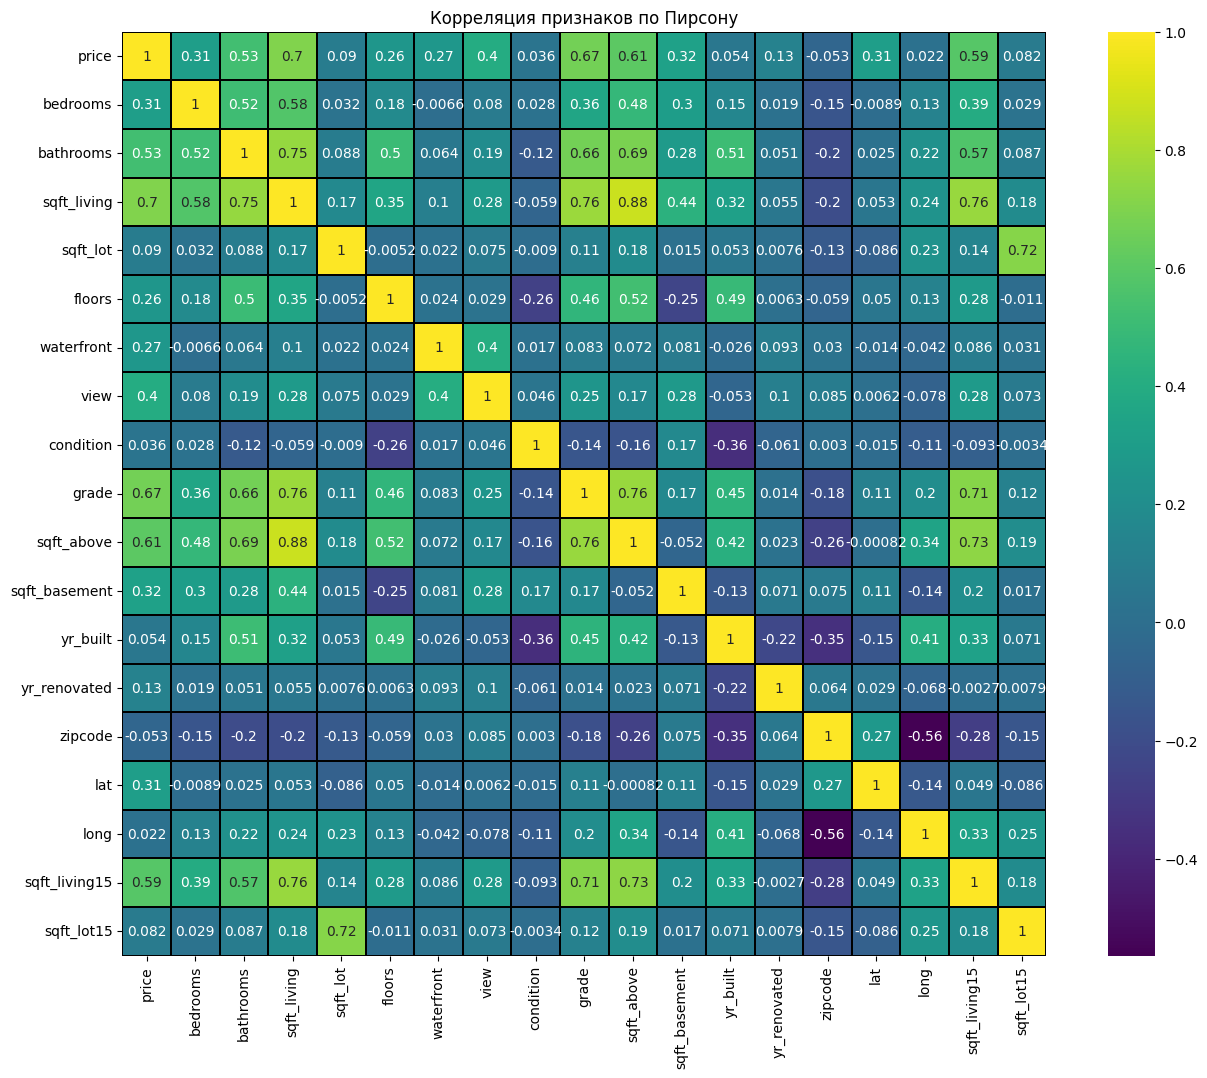 Корреляция признаков по Пирсону
price 1 0.31 0.53 0.7 0.09 0.26 0.27 0.4 0.036 0.67 0.61 0.32 0.054 0.13 -0.053 0.31 0.022 0.59 0.082
bedrooms 0.31 1 0.52 0.58 0.032 0.18 -0.0066 0.08 0.028 0.36 0.48 0.3 0.15 0.019 -0.15 -0.0089 0.13 0.39 0.029
bathrooms 0.53 0.52 1 0.75 0.088 0.5 0.064 0.19 -0.12 0.66 0.69 0.28 0.51 0.051 -0.2 0.025 0.22 0.57 0.087
sqft_living 0.7 0.58 0.75 1 0.17 0.35 0.1 0.28 -0.059 0.76 0.88 0.44 0.32 0.055 -0.2 0.053 0.24 0.76 0.18
sqft_lot 0.09 0.032 0.088 0.17 1 -0.0052 0.022 0.075 -0.009 0.11 0.18 0.015 0.053 0.0076 -0.13 -0.086 0.23 0.14 0.72
floors 0.26 0.18 0.5 0.35 -0.0052 1 0.024 0.029 -0.26 0.46 0.52 -0.25 0.49 0.0063 -0.059 0.05 0.13 0.28 -0.011
waterfront 0.27 -0.0066 0.064 0.1 0.022 0.024 1 0.4 0.017 0.083 0.072 0.081 -0.026 0.093 0.03 -0.014 -0.042 0.086 0.031
view 0.4 0.08 0.19 0.28 0.075 0.029 0.4 1 0.046 0.25 0.17 0.28 -0.053 0.1 0.085 0.0062 -0.078 0.28 0.073
condition 0.036 0.028 -0.12 -0.059 -0.009 -0.26 0.017 0.046 1 -0.14 -0.16 0.17 -0.36 -0.061 0.003 -0.015 -0.11 -0.093 -0.0034
grade 0.67 0.36 0.66 0.76 0.11 0.46 0.083 0.25 -0.14 1 0.76 0.17 0.45 0.014 -0.18 0.11 0.2 0.71 0.12
sqft_above 0.61 0.48 0.69 0.88 0.18 0.52 0.072 0.17 -0.16 0.76 1 -0.052 0.42 0.023 -0.26 -0.00082 0.34 0.73 0.19
sqft_basement 0.32 0.3 0.28 0.44 0.015 -0.25 0.081 0.28 0.17 0.17 -0.052 1 -0.13 0.071 0.075 0.11 -0.14 0.2 0.017
yr_built 0.054 0.15 0.51 0.32 0.053 0.49 -0.026 -0.053 -0.36 0.45 0.42 -0.13 1 -0.22 -0.35 -0.15 0.41 0.33 0.071
yr_renovated 0.13 0.019 0.051 0.055 0.0076 0.0063 0.093 0.1 -0.061 0.014 0.023 0.071 -0.22 1 0.064 0.029 -0.068 -0.0027 0.0079
zipcode -0.053 -0.15 -0.2 -0.2 -0.13 -0.059 0.03 0.085 0.003 -0.18 -0.26 0.075 -0.35 0.064 1 0.27 -0.56 -0.28 -0.15
lat 0.31 -0.0089 0.025 0.053 -0.086 0.05 -0.014 0.0062 -0.015 0.11 -0.00082 0.11 -0.15 0.029 0.27 1 -0.14 0.049 -0.086
long 0.022 0.13 0.22 0.24 0.23 0.13 -0.042 -0.078 -0.11 0.2 0.34 -0.14 0.41 -0.068 -0.56 -0.14 1 0.33 0.25
sqft_living15 0.59 0.39 0.57 0.76 0.14 0.28 0.086 0.28 -0.093 0.71 0.73 0.2 0.33 -0.0027 -0.28 0.049 0.33 1 0.18
sqft_lot15 0.082 0.029 0.087 0.18 0.72 -0.011 0.031 0.073 -0.0034 0.12 0.19 0.017 0.071 0.0079 -0.15 -0.086 0.25 0.18 1
price bedrooms bathrooms sqft_living sqft_lot floors waterfront view condition grade sqft_above sqft_basement yr_built yr_renovated zipcode lat long sqft_living15 sqft_lot15
1.0
0.8
0.6
0.4
0.2
0.0
−0.2
−0.4